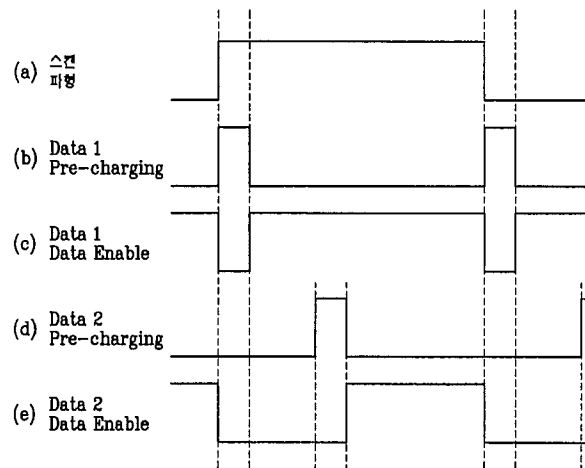 (a) 스캔
파형
(b) Data 1
Pre-charging
(c) Data 1
Data Enable
(d) Data 2
Pre-charging
(e) Data 2
Data Enable